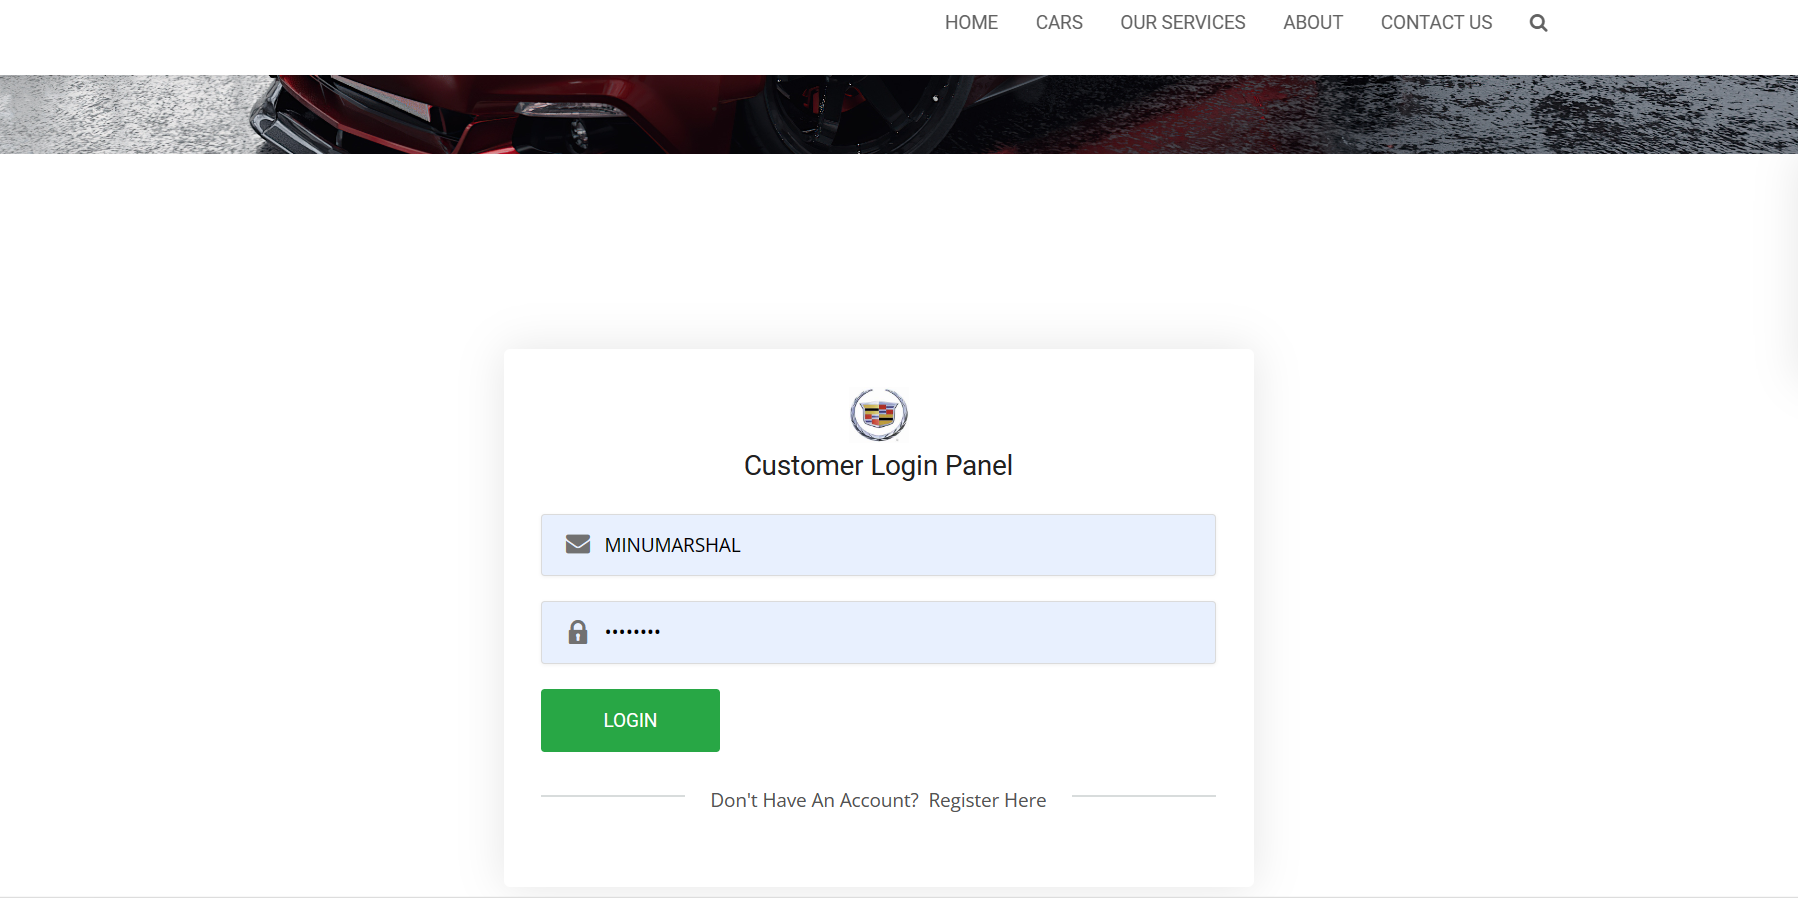 HOME CARS OUR SERVICES ABOUT CONTACT US
Customer Login Panel
MINUMARSHAL
••••••••
LOGIN
Don't Have An Account? Register Here